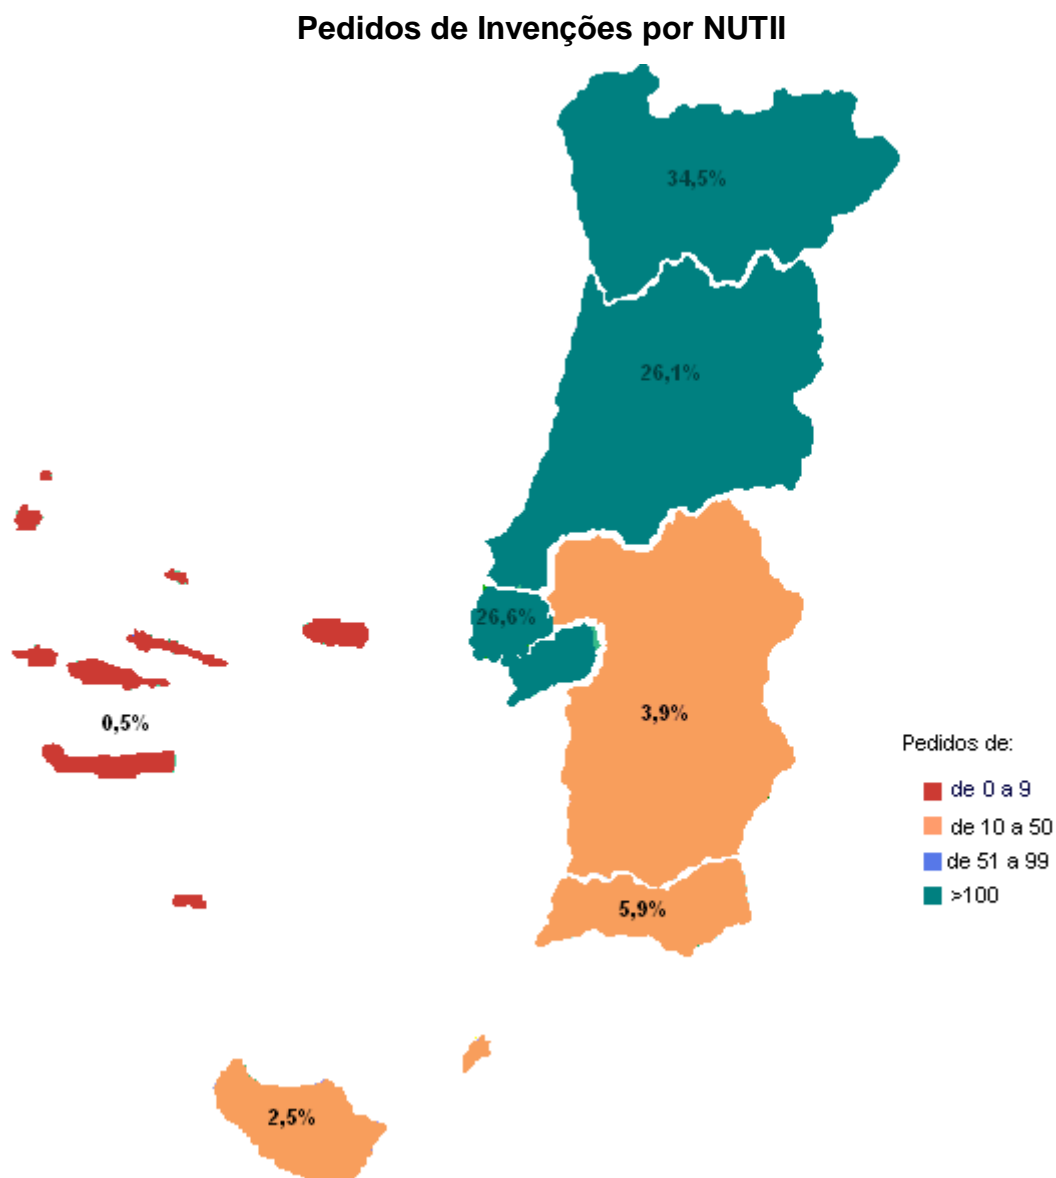 Pedidos de Invenções por NUTII
34,5%
26,1%
26,6%
3,9%
0,5%
Pedidos de:
de 0 a 9
de 10 a 50
de 51 a 99
>100
5,9%
2,5%